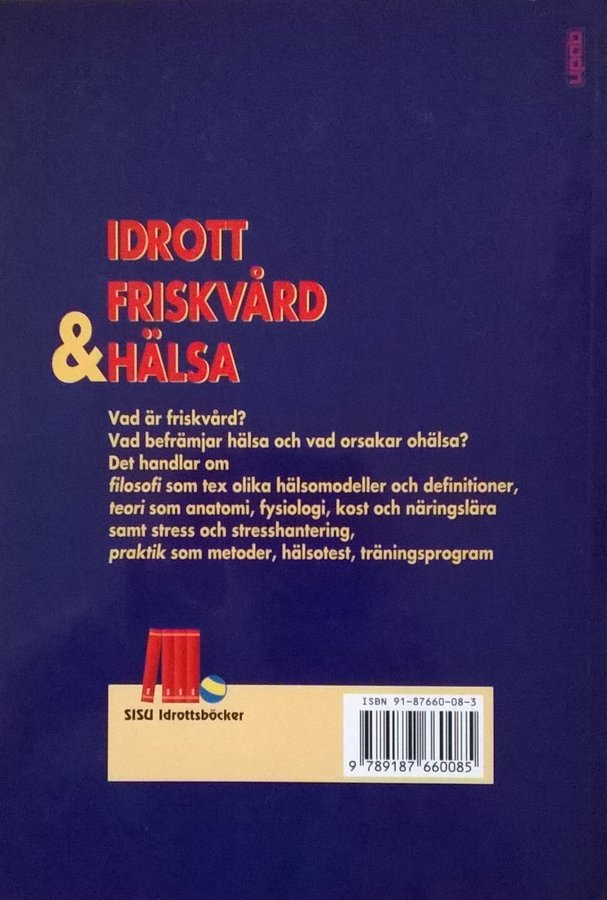 upab
IDROTT
FRISKVÅRD
& HÄLSA
Vad är friskvård?
Vad befrämjar hälsa och vad orsakar ohälsa?
Det handlar om
filosofi som tex olika hälsomodeller och definitioner,
teori som anatomi, fysiologi, kost och näringslära
samt stress och stresshantering,
praktik som metoder, hälsotest, träningsprogram
SISU Idrottsböcker
ISBN 91-87660-08-3
9 789187 660085